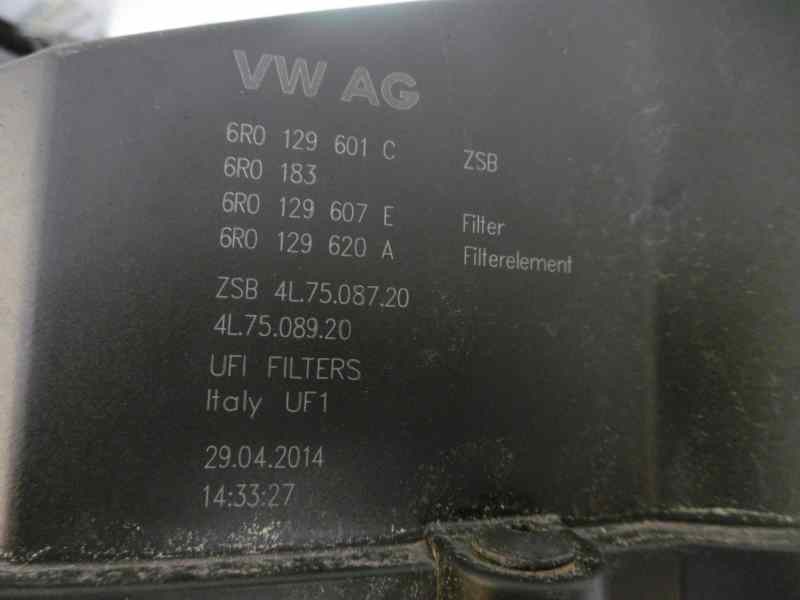 VW AG
6R0 129 601 C ZSB
6R0 183
6R0 129 607 E Filter
6R0 129 620 A Filterelement
ZSB 4L.75.087.20
4L.75.089.20
UFI FILTERS
Italy UF1
29.04.2014
14:33:27